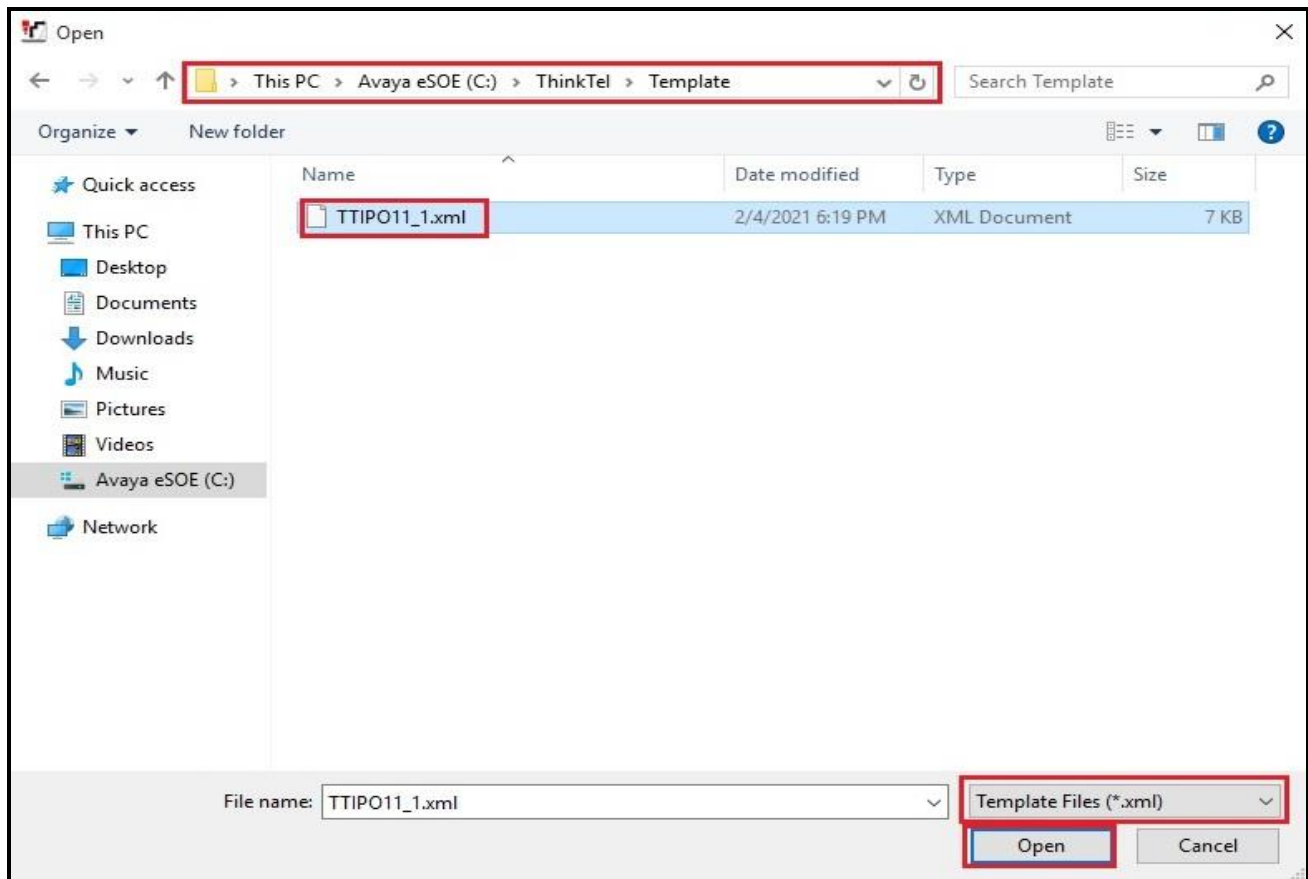 Open
This PC > Avaya eSOE (C:) > ThinkTel > Template
Search Template
Organize
New folder
Name
Date modified
Type
Size
Quick access
TTIPO11_1.xml
2/4/2021 6:19 PM
XML Document
7 KB
This PC
Desktop
Documents
Downloads
Music
Pictures
Videos
Avaya eSOE (C:)
Network
File name: TTIPO11_1.xml
Template Files (*.xml)
Open
Cancel